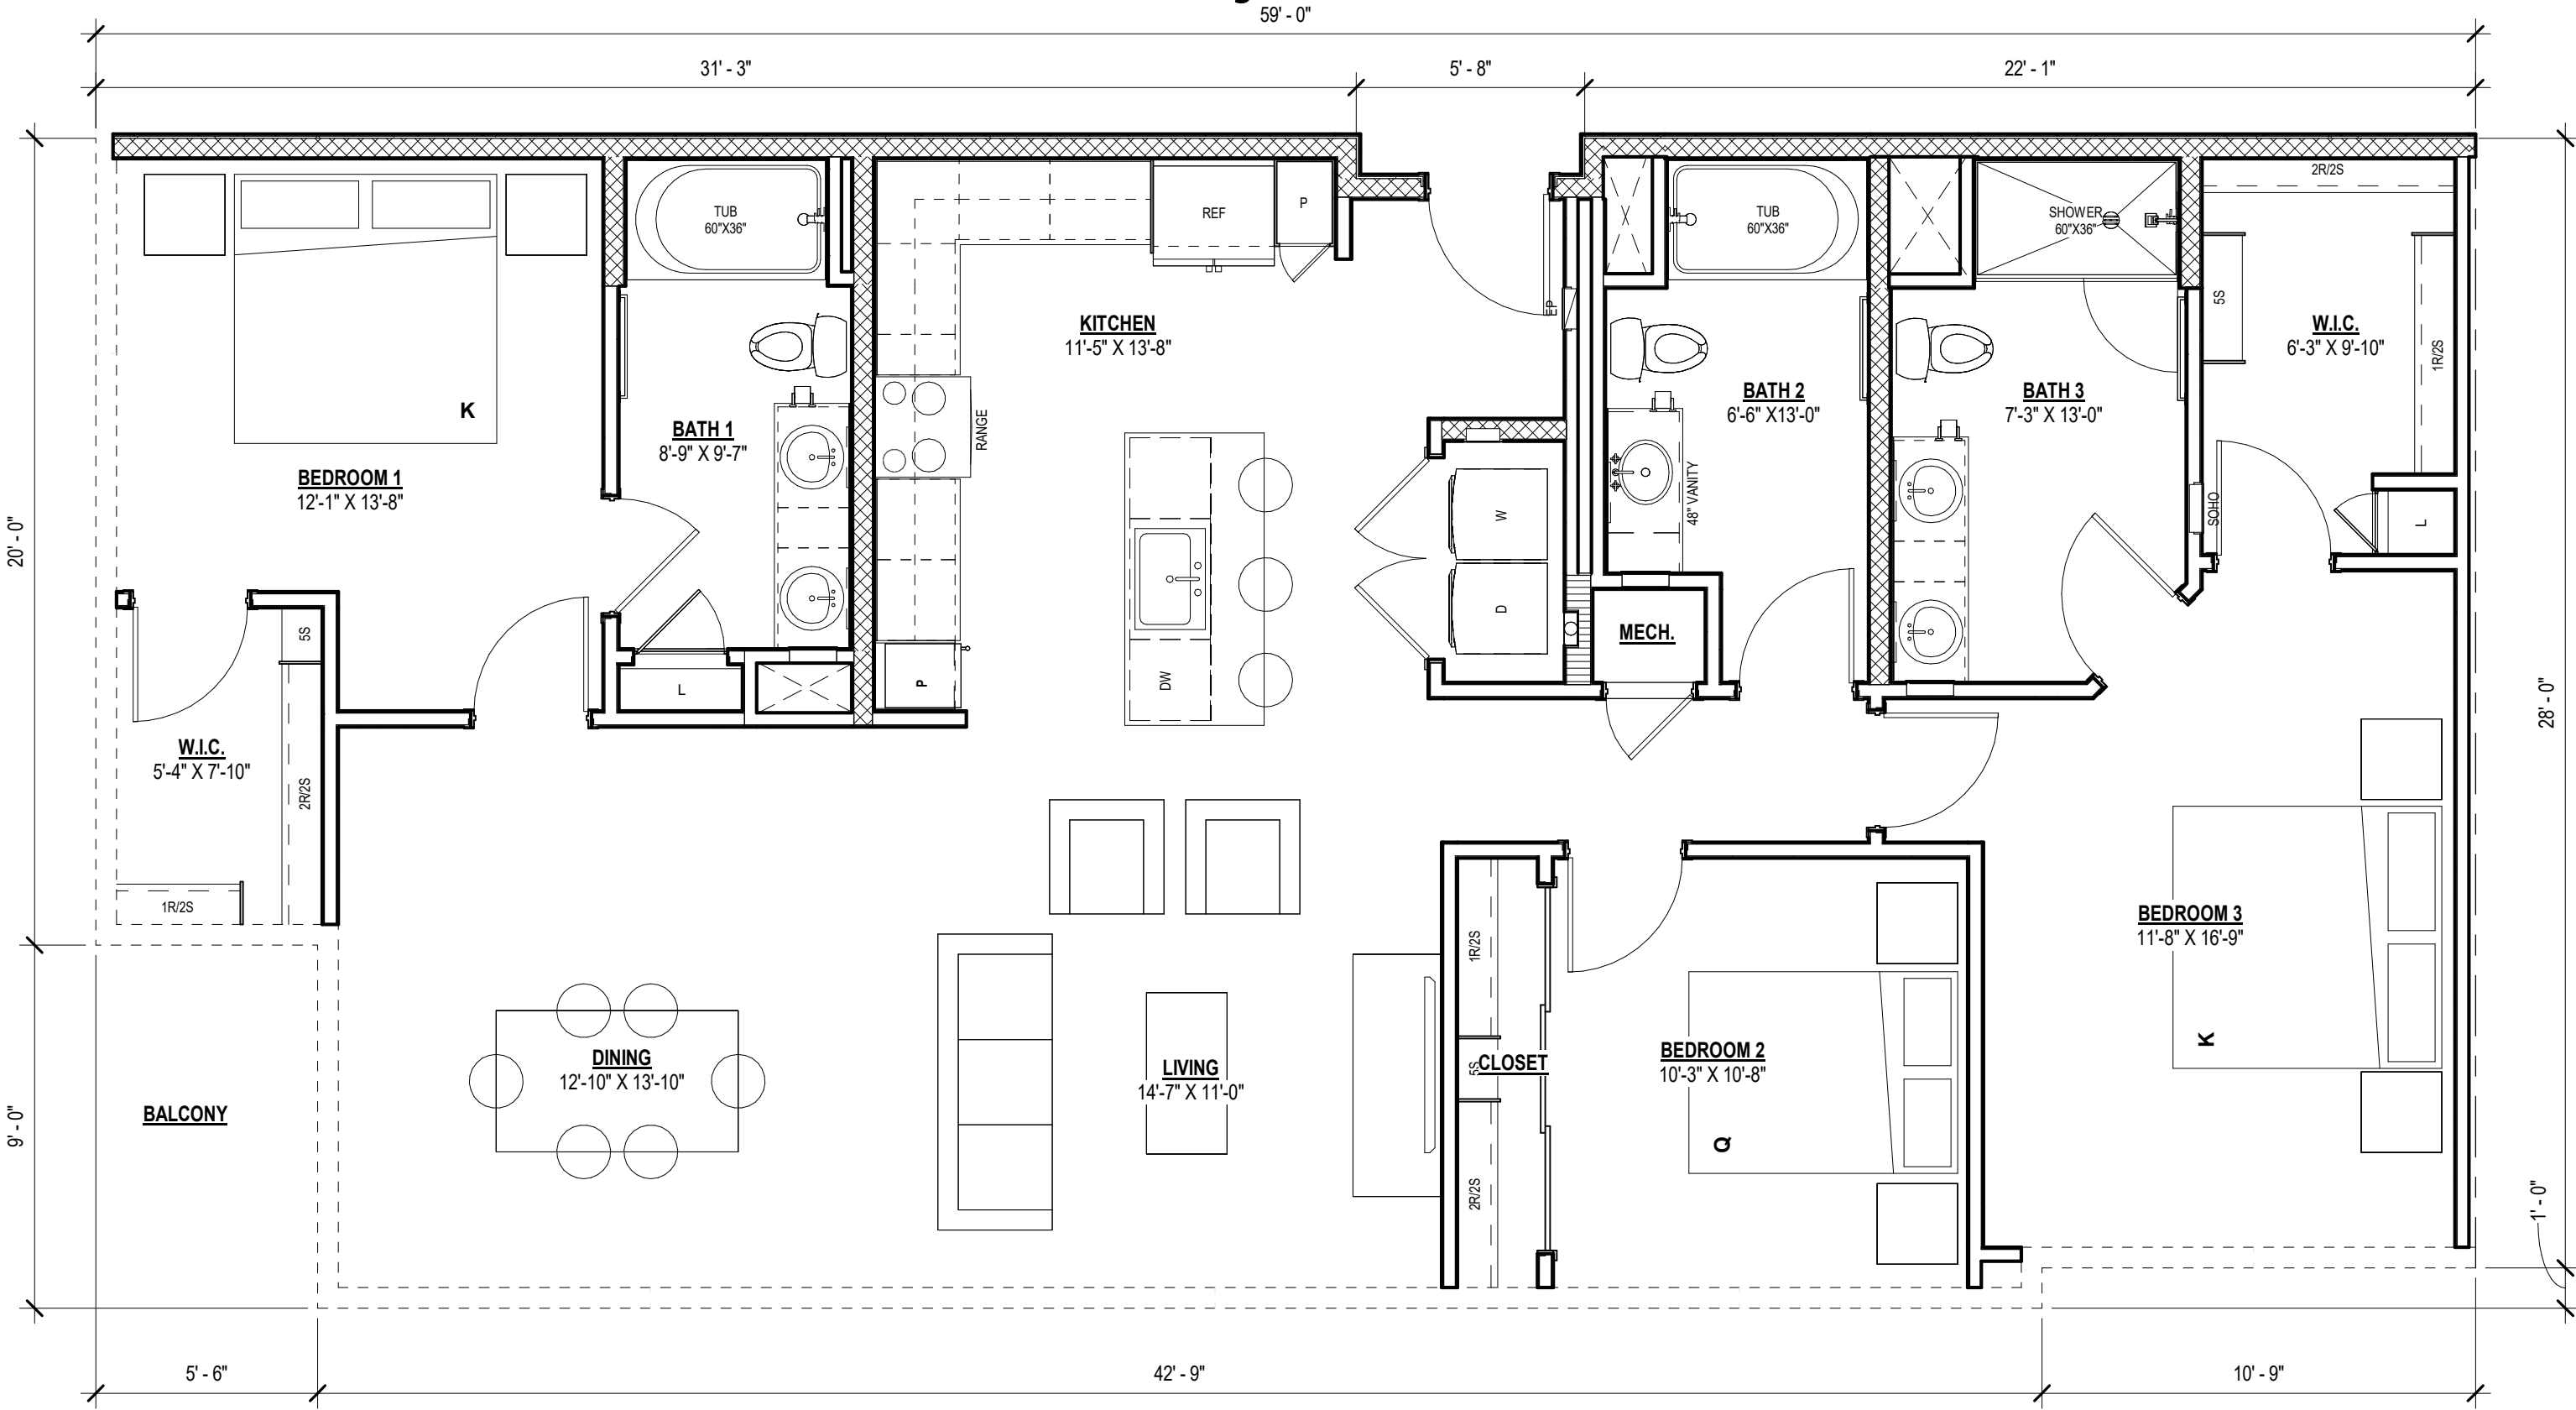 59' - 0"
31' - 3"
5' - 8"
22' - 1"
2R/2S
TUB
60"X36"
REF
P
TUB
60"X36"
SHOWER
60"X36"
5S
EP
KITCHEN
11'-5" X 13'-8"
W.I.C.
6'-3" X 9'-10"
1R/2S
K
RANGE
BATH 1
8'-9" X 9'-7"
BATH 2
6'-6" X13'-0"
BATH 3
7'-3" X 13'-0"
BEDROOM 1
12'-1" X 13'-8"
48" VANITY
W
SOHO
L
20' - 0"
D
5S
MECH.
L
P
DW
28' - 0"
W.I.C.
5'-4" X 7'-10"
2R/2S
1R/2S
1R/2S
BEDROOM 3
11'-8" X 16'-9"
K
DINING
12'-10" X 13'-10"
LIVING
14'-7" X 11'-0"
5S
CLOSET
BEDROOM 2
10'-3" X 10'-8"
Q
BALCONY
9' - 0"
2R/2S
1' - 0"
5' - 6"
42' - 9"
10' - 9"